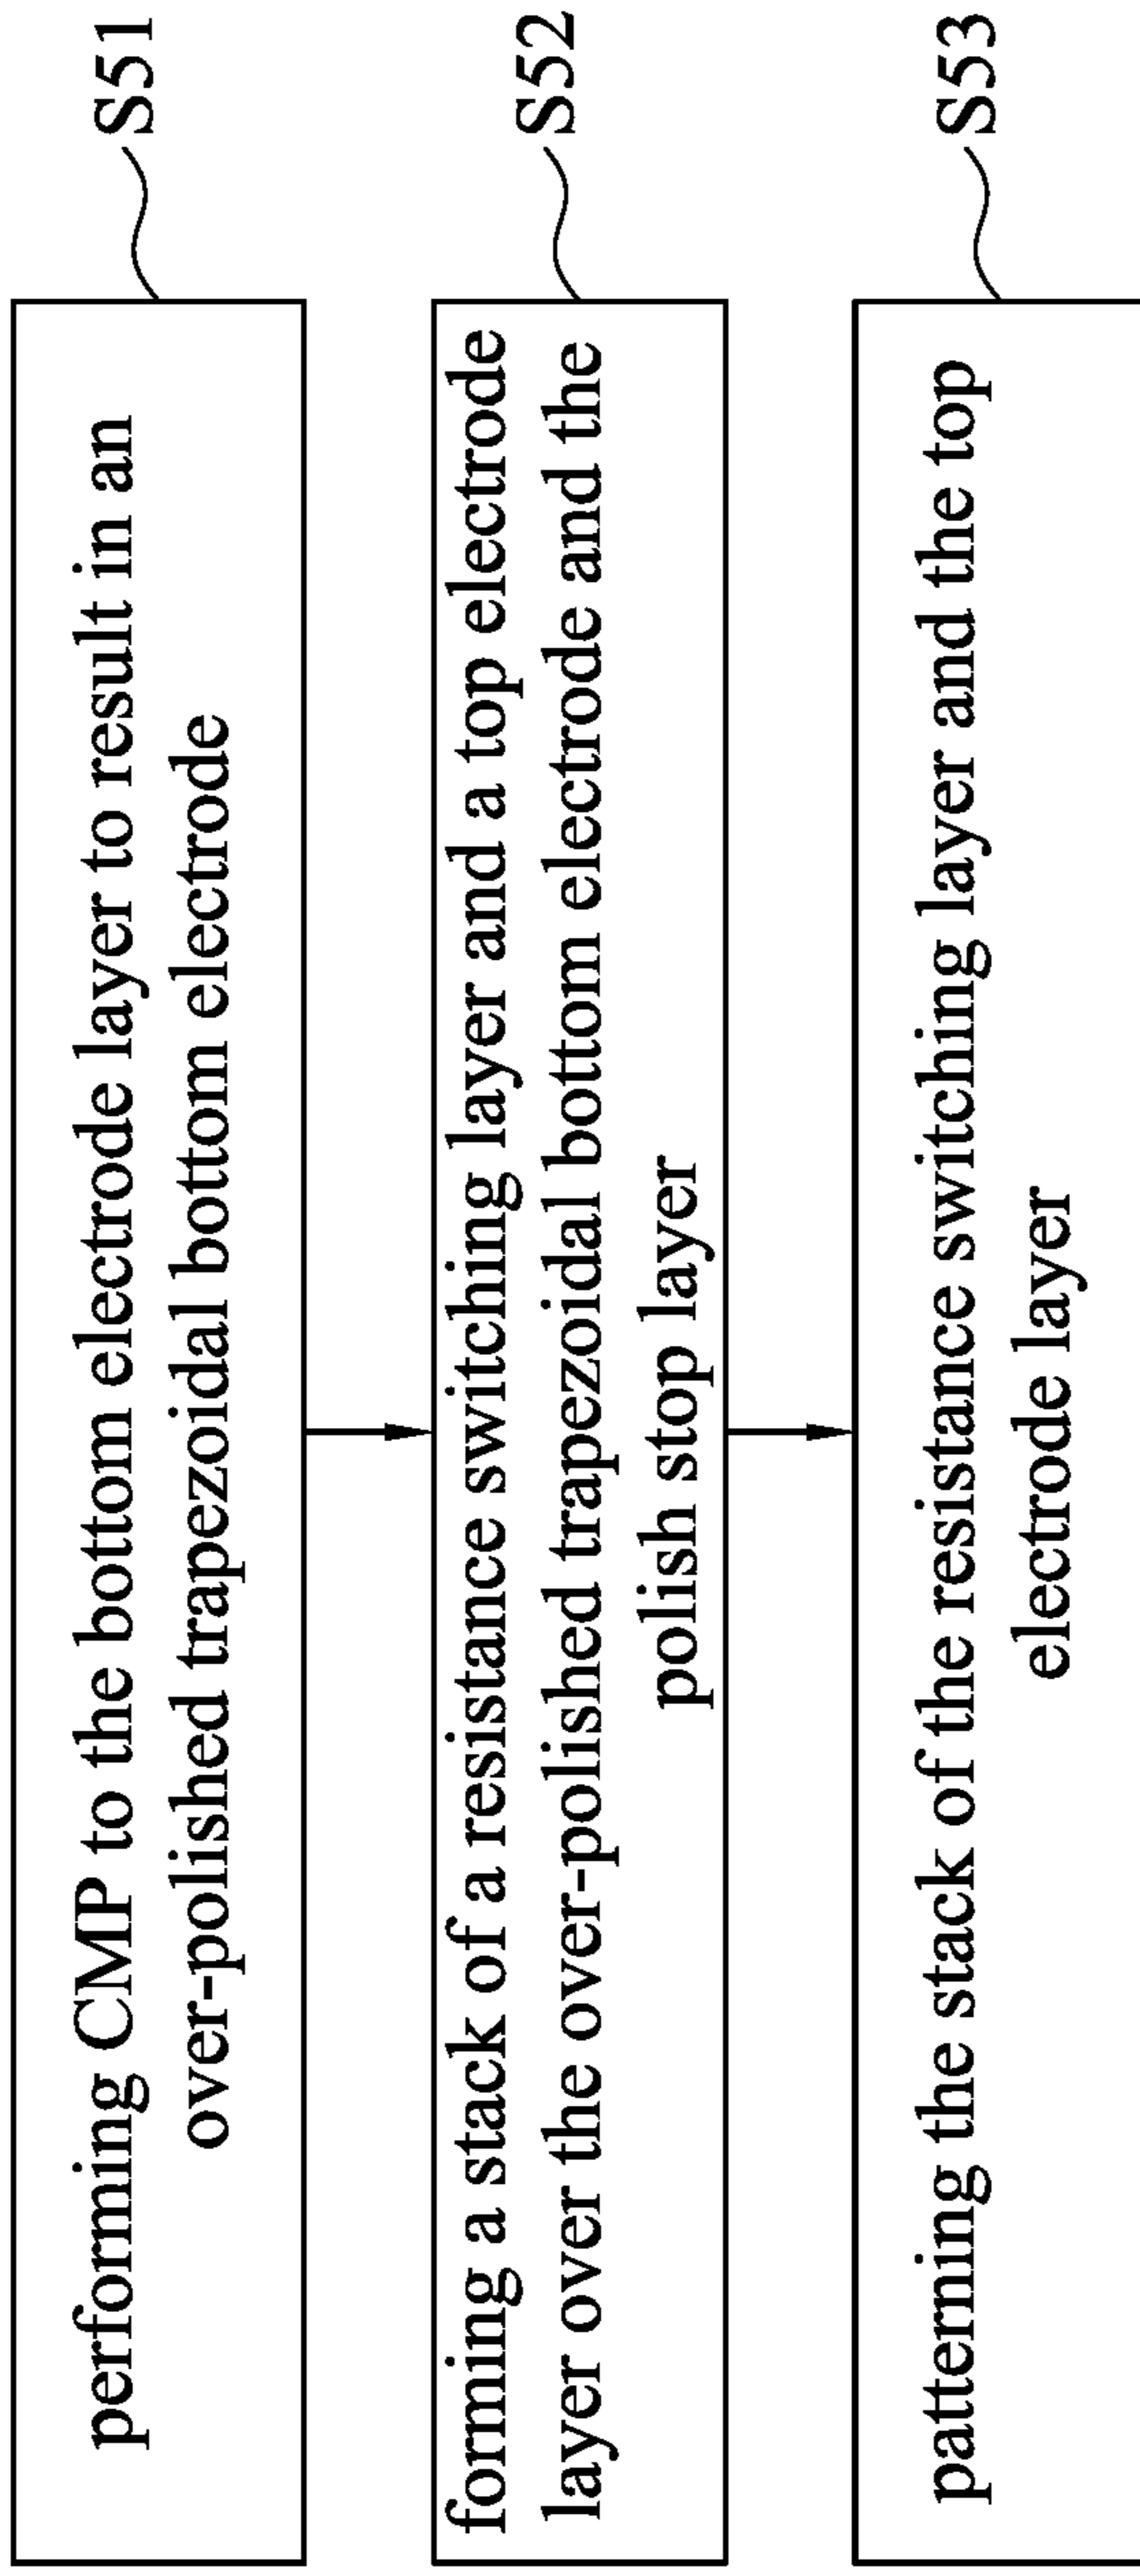 performing CMP to the bottom electrode layer to result in an
over-polished trapezoidal bottom electrode
S51
forming a stack of a resistance switching layer and a top electrode
layer over the over-polished trapezoidal bottom electrode and the
polish stop layer
S52
patterning the stack of the resistance switching layer and the top
electrode layer
S53